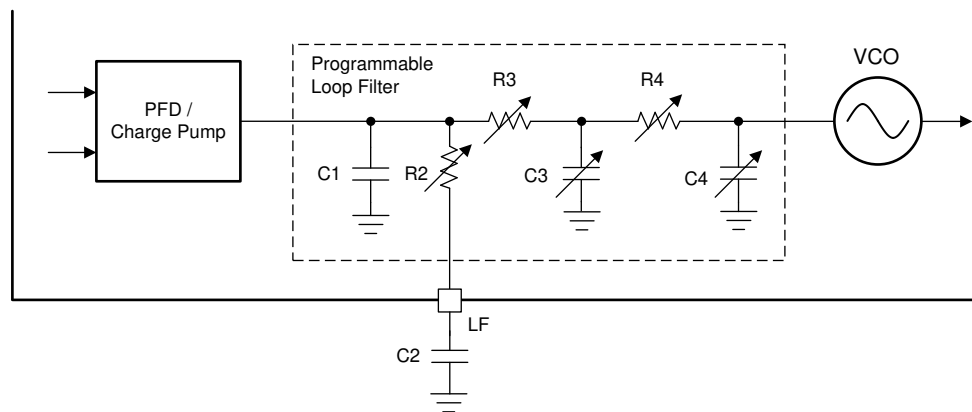 Programmable
Loop Filter
VCO
PFD /
Charge Pump
R3
R4
C1
R2
C3
C4
LF
C2